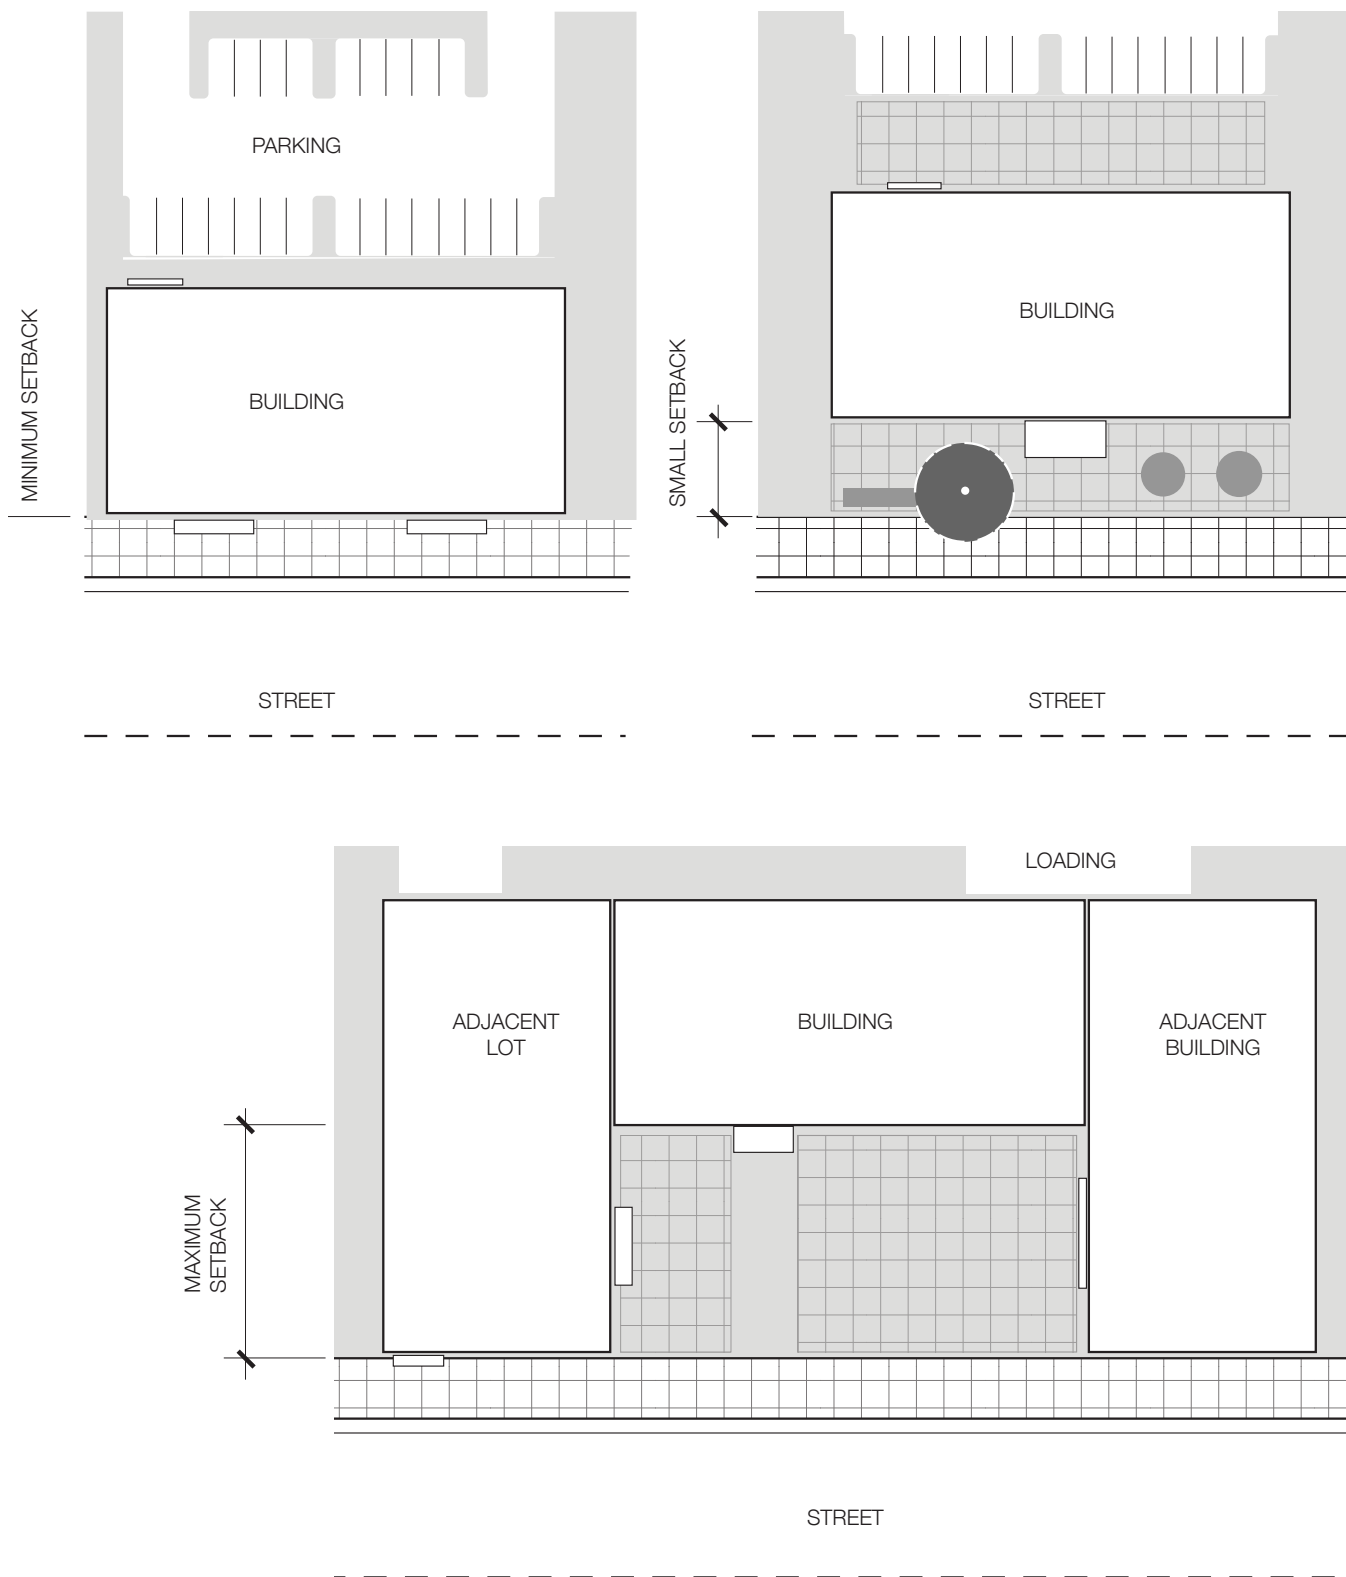 PARKING
MINIMUM SETBACK
BUILDING
STREET
BUILDING
SMALL SETBACK
STREET
LOADING
ADJACENT
LOT
BUILDING
ADJACENT
BUILDING
MAXIMUM
SETBACK
STREET